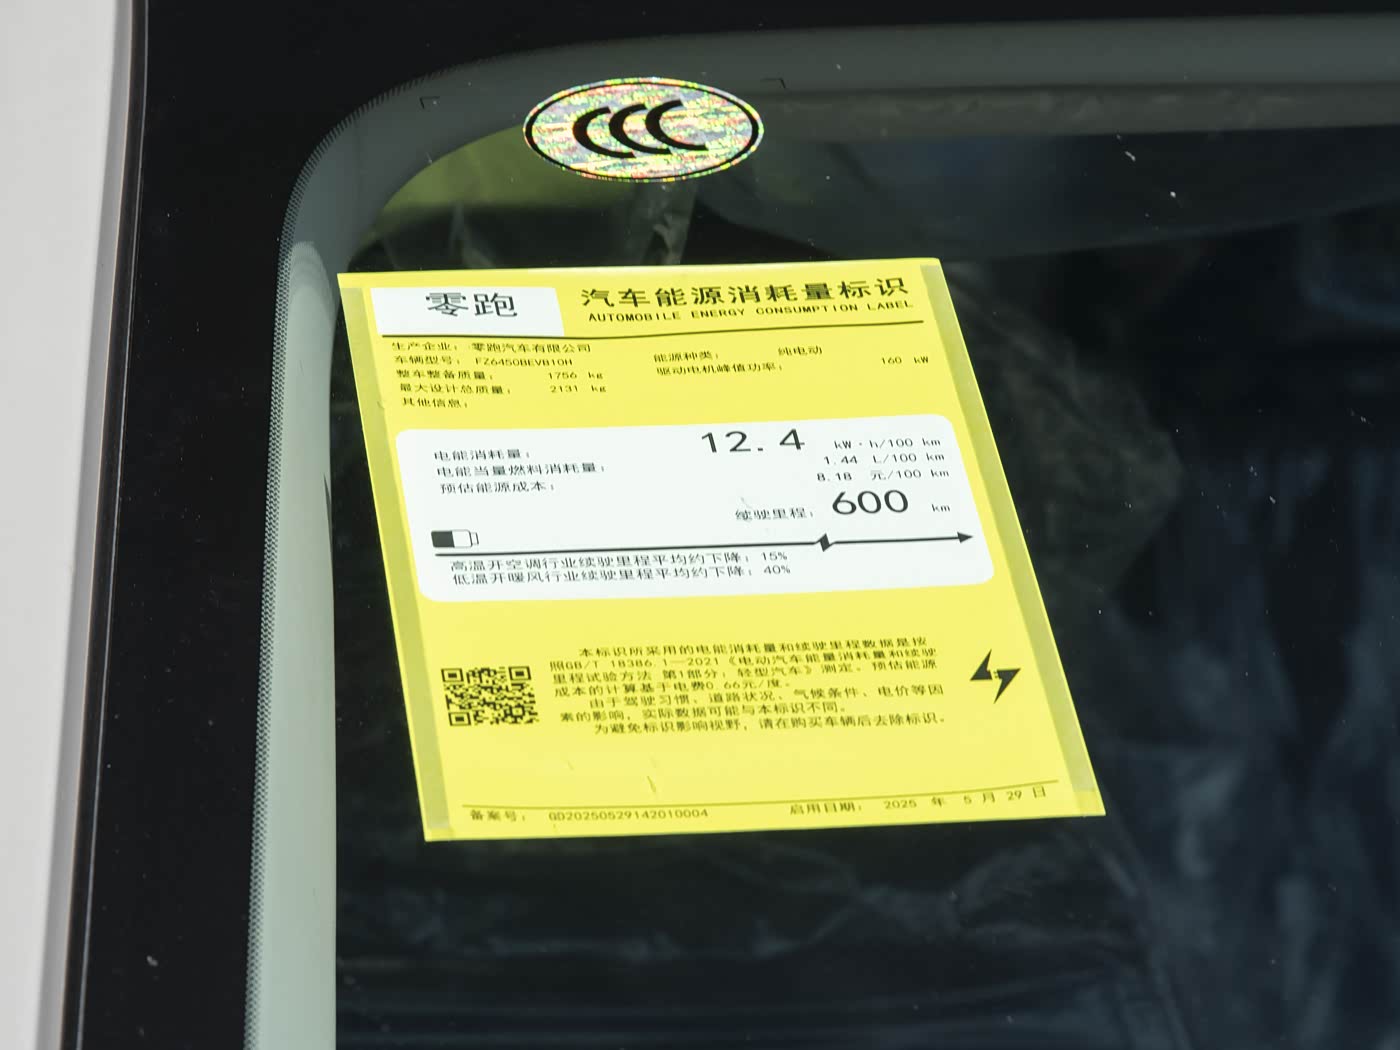 CCC
零跑
汽车能源消耗量标识
AUTOMOBILE ENERGY CONSUMPTION LABEL
生产企业：零跑汽车有限公司
车辆型号：FZ6450BEVB10H
整车整备质量：1756 kg
最大设计总质量：2131 kg
其他信息：
能源种类：纯电动
驱动电机峰值功率：160 kW
电能消耗量：12.4 kW·h/100 km
电能当量燃料消耗量：1.44 L/100 km
预估能源成本：8.18 元/100 km
续驶里程：600 km
高温开空调行业续驶里程平均约下降：15%
低温开暖风行业续驶里程平均约下降：40%
本标识所采用的电能消耗量和续驶里程数据是按
照GB/T 18386.1—2021《电动汽车能量消耗量和续驶
里程试验方法 第1部分：轻型汽车》测定。预估能源
成本的计算基于电费0.66元/度。
由于驾驶习惯、道路状况、气候条件、电价等因
素的影响，实际数据可能与本标识不同。
为避免标识影响视野，请在购买车辆后去除标识。
备案号：GD20250529142010004
启用日期：2025 年 5 月 29 日